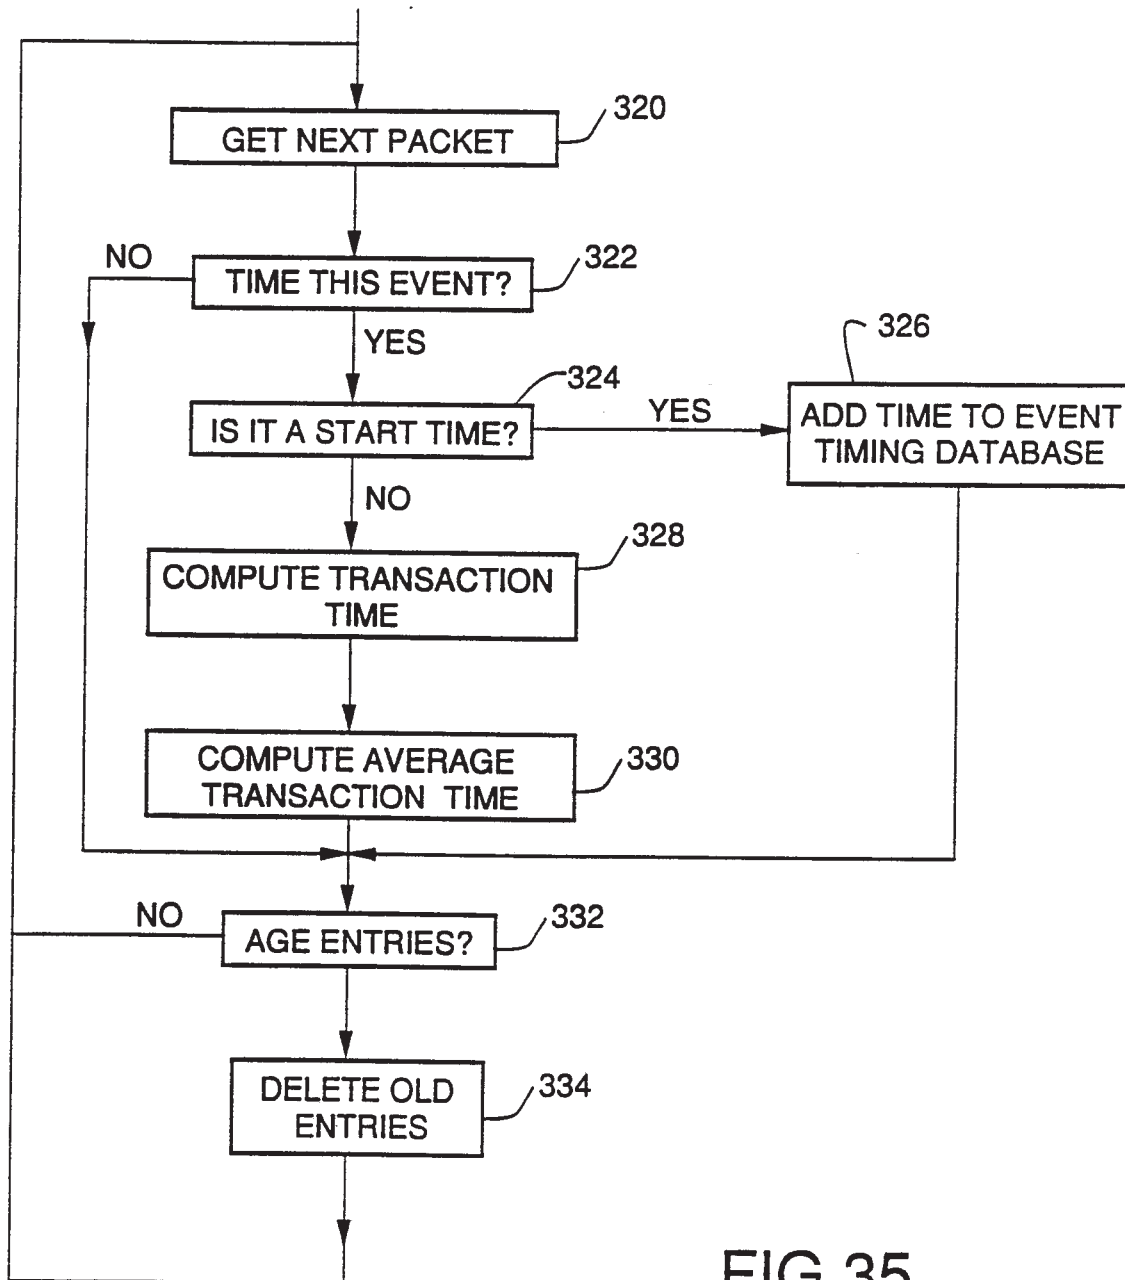 320
GET NEXT PACKET
NO
322
TIME THIS EVENT?
YES
326
324
YES
ADD TIME TO EVENT
TIMING DATABASE
IS IT A START TIME?
NO
328
COMPUTE TRANSACTION
TIME
330
COMPUTE AVERAGE
TRANSACTION TIME
NO
332
AGE ENTRIES?
334
DELETE OLD
ENTRIES
FIG 35